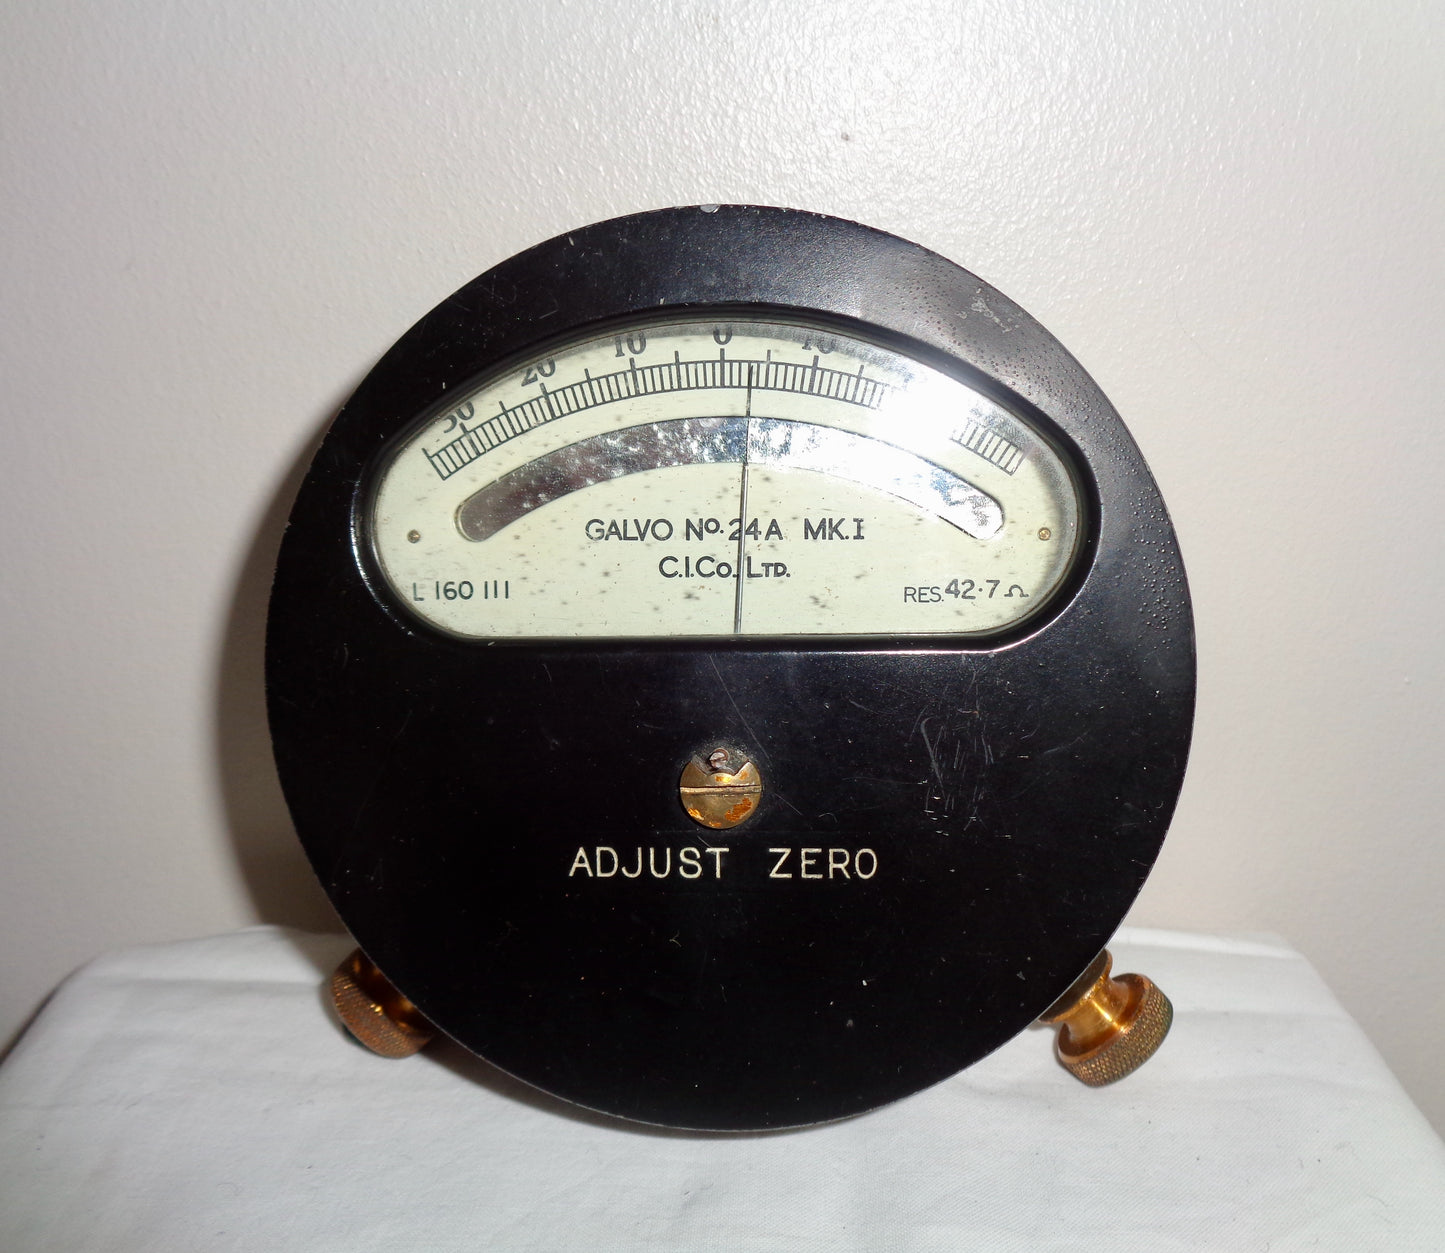 30 20 10 0 10
GALVO Nº. 24A MK.I
C.I.Co. LTD.
L 160 111
RES. 42·7 Ω
ADJUST ZERO